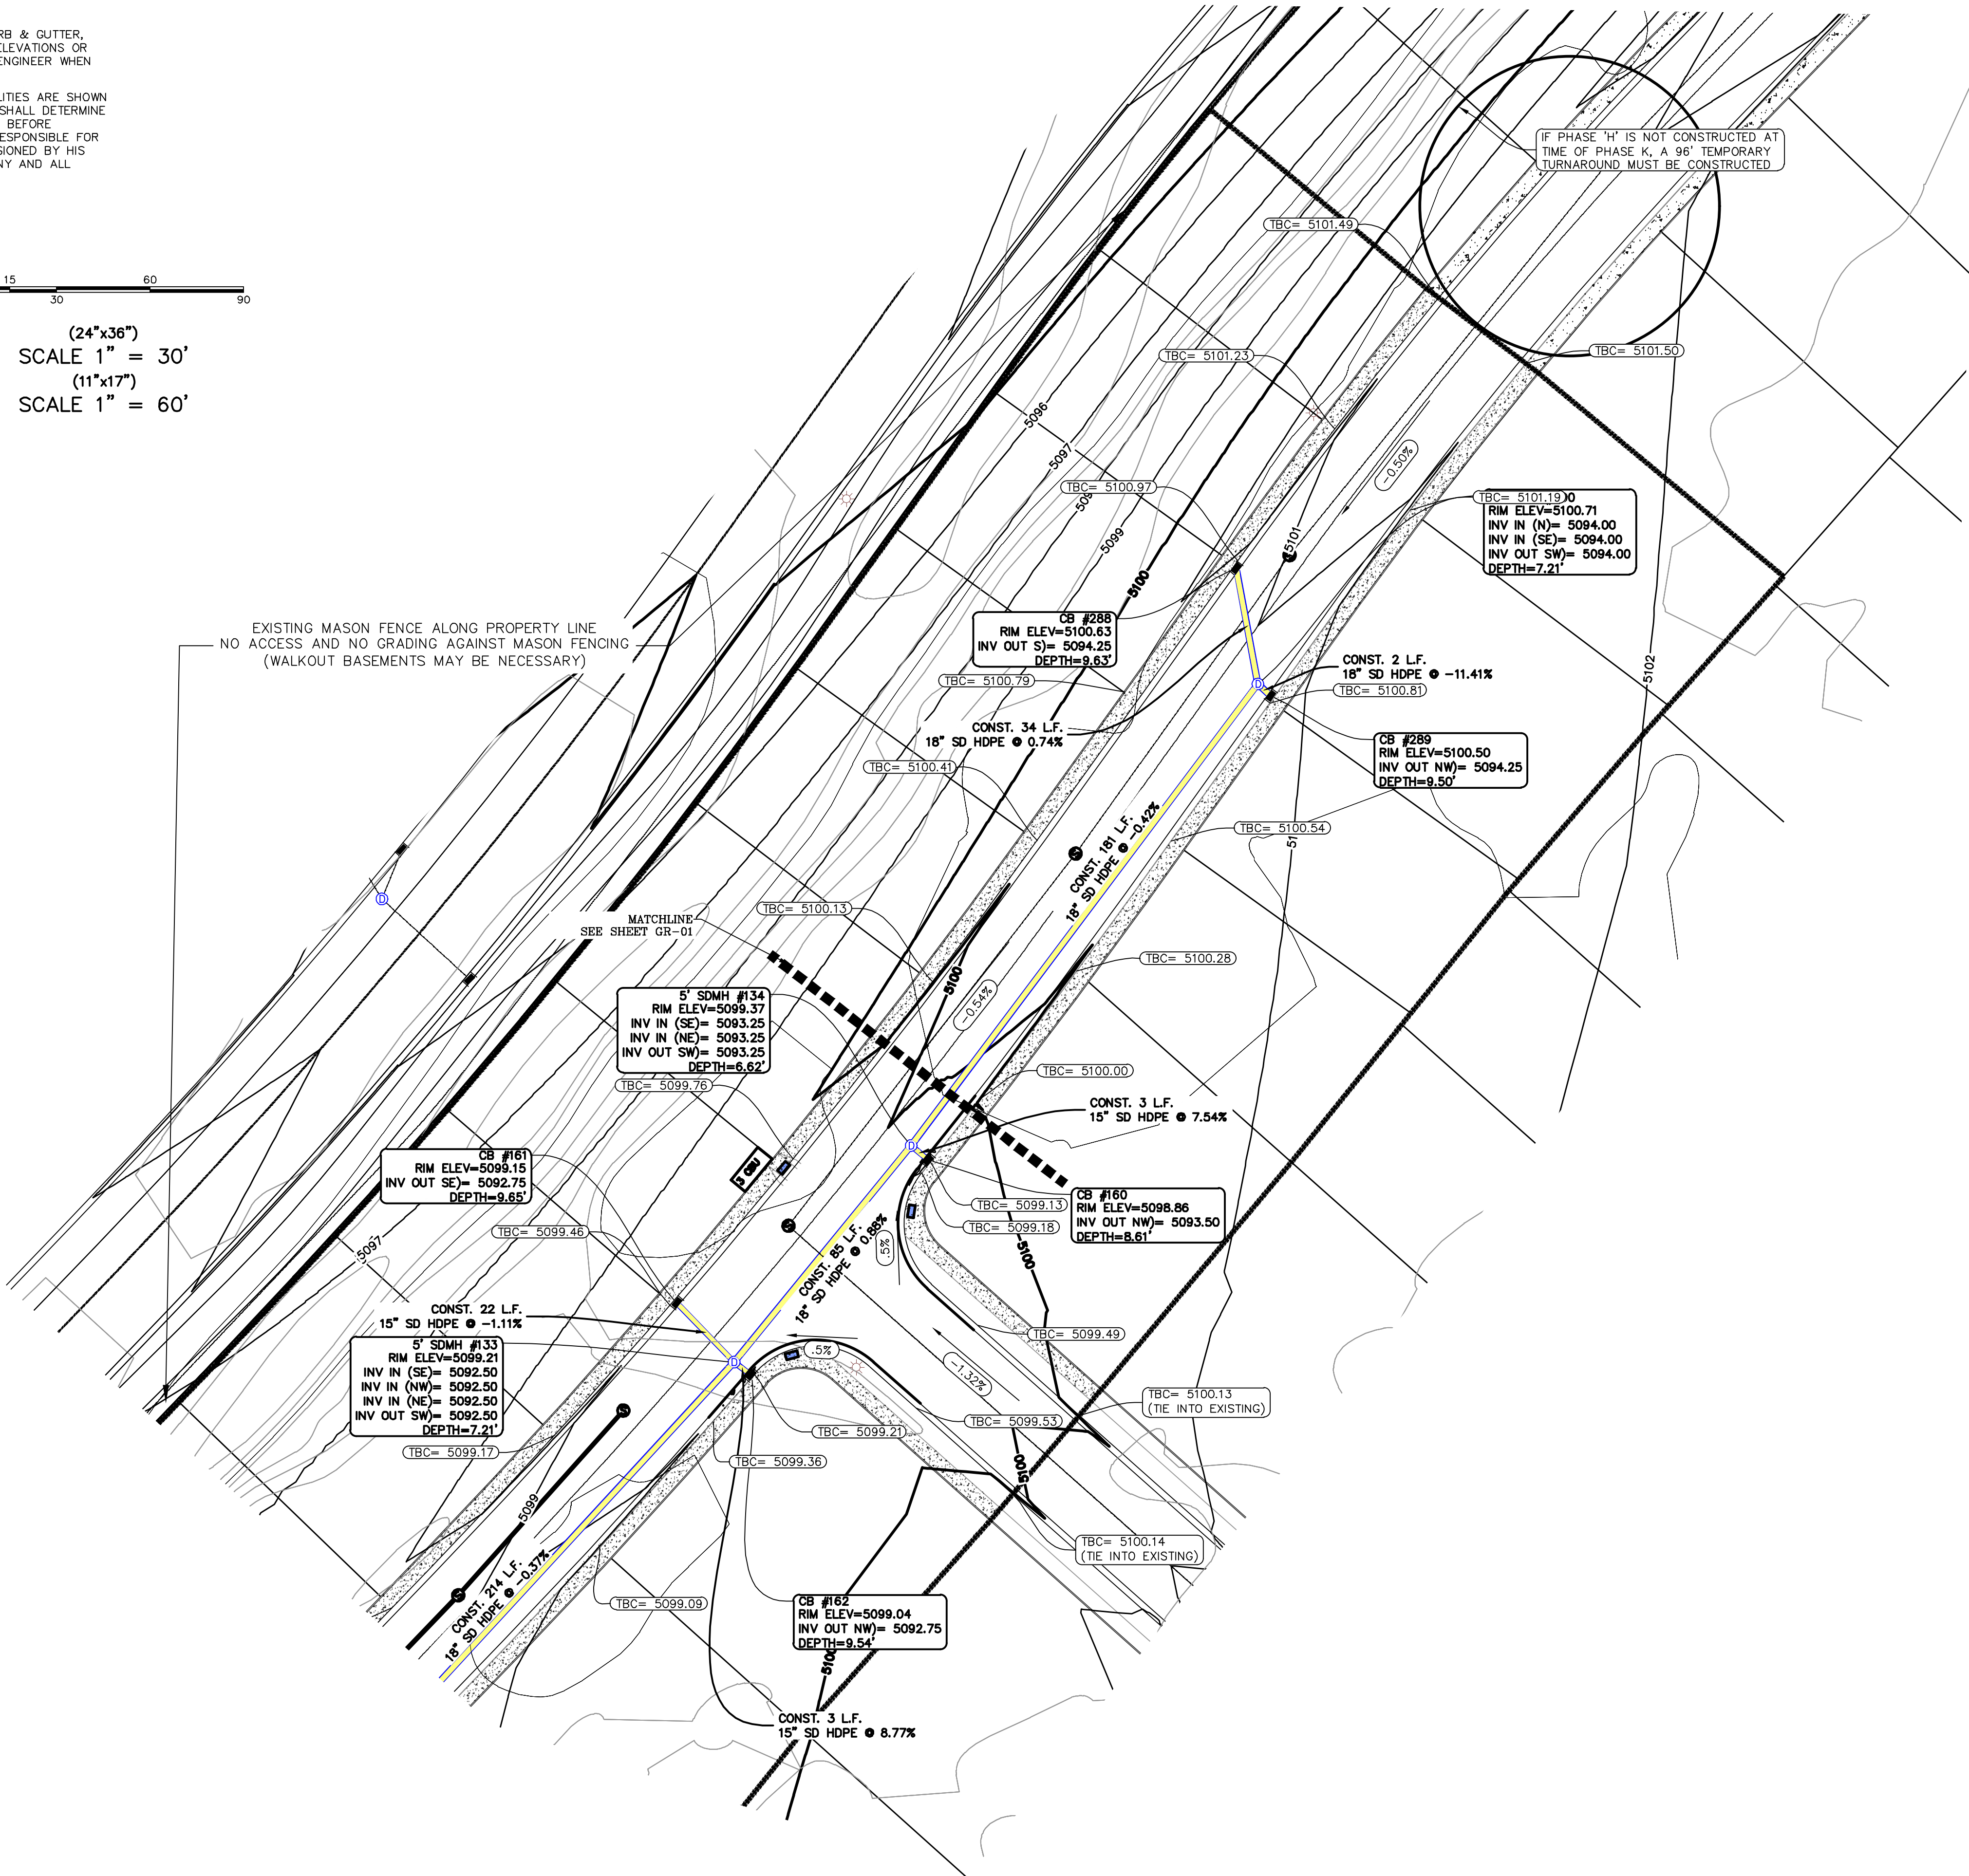 RB & GUTTER,
ELEVATIONS OR
ENGINEER WHEN
LITIES ARE SHOWN
SHALL DETERMINE
BEFORE
ESPONSIBLE FOR
SIONED BY HIS
NY AND ALL
15 60
30 90
(24"x36")
SCALE 1" = 30'
(11"x17")
SCALE 1" = 60'
IF PHASE 'H' IS NOT CONSTRUCTED AT
TIME OF PHASE K, A 96' TEMPORARY
TURNAROUND MUST BE CONSTRUCTED
TBC= 5101.49
TBC= 5101.50
TBC= 5101.23
5096
5097
5099
5100
5101
5102
-0.50%
TBC= 5100.97
TBC= 5101.19
RIM ELEV=5100.71
INV IN (N)= 5094.00
INV IN (SE)= 5094.00
INV OUT SW)= 5094.00
DEPTH=7.21'
EXISTING MASON FENCE ALONG PROPERTY LINE
NO ACCESS AND NO GRADING AGAINST MASON FENCING
(WALKOUT BASEMENTS MAY BE NECESSARY)
CB #288
RIM ELEV=5100.63
INV OUT S)= 5094.25
DEPTH=9.63'
CONST. 2 L.F.
18" SD HDPE @ -11.41%
TBC= 5100.81
TBC= 5100.79
CONST. 34 L.F.
18" SD HDPE @ 0.74%
CB #289
RIM ELEV=5100.50
INV OUT NW)= 5094.25
DEPTH=9.50'
TBC= 5100.41
TBC= 5100.54
CONST. 181 L.F.
18" SD HDPE @ -0.42%
MATCHLINE
SEE SHEET GR-01
TBC= 5100.13
TBC= 5100.28
5100
-0.54%
5' SDMH #134
RIM ELEV=5099.37
INV IN (SE)= 5093.25
INV IN (NE)= 5093.25
INV OUT SW)= 5093.25
DEPTH=6.62'
TBC= 5099.76
TBC= 5100.00
CONST. 3 L.F.
15" SD HDPE @ 7.54%
3 CBU
CB #161
RIM ELEV=5099.15
INV OUT SE)= 5092.75
DEPTH=9.65'
TBC= 5099.13
TBC= 5099.18
CB #160
RIM ELEV=5098.86
INV OUT NW)= 5093.50
DEPTH=8.61'
TBC= 5099.46
5097
CONST. 85 L.F.
18" SD HDPE @ 0.88%
.5%
5100
CONST. 22 L.F.
15" SD HDPE @ -1.11%
5' SDMH #133
RIM ELEV=5099.21
INV IN (SE)= 5092.50
INV IN (NW)= 5092.50
INV IN (NE)= 5092.50
INV OUT SW)= 5092.50
DEPTH=7.21'
TBC= 5099.17
TBC= 5099.49
.5%
-1.32%
TBC= 5100.13
(TIE INTO EXISTING)
TBC= 5099.53
TBC= 5099.21
TBC= 5099.36
5100
5099
TBC= 5100.14
(TIE INTO EXISTING)
CONST. 214 L.F.
18" SD HDPE @ -0.37%
TBC= 5099.09
CB #162
RIM ELEV=5099.04
INV OUT NW)= 5092.75
DEPTH=9.54'
5100
CONST. 3 L.F.
15" SD HDPE @ 8.77%